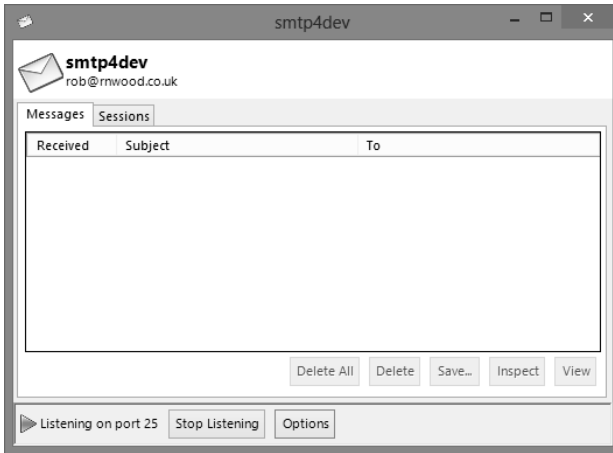 smtp4dev
smtp4dev
rob@rnwood.co.uk
Messages Sessions
Received Subject To
Delete All Delete Save... Inspect View
Listening on port 25 Stop Listening Options